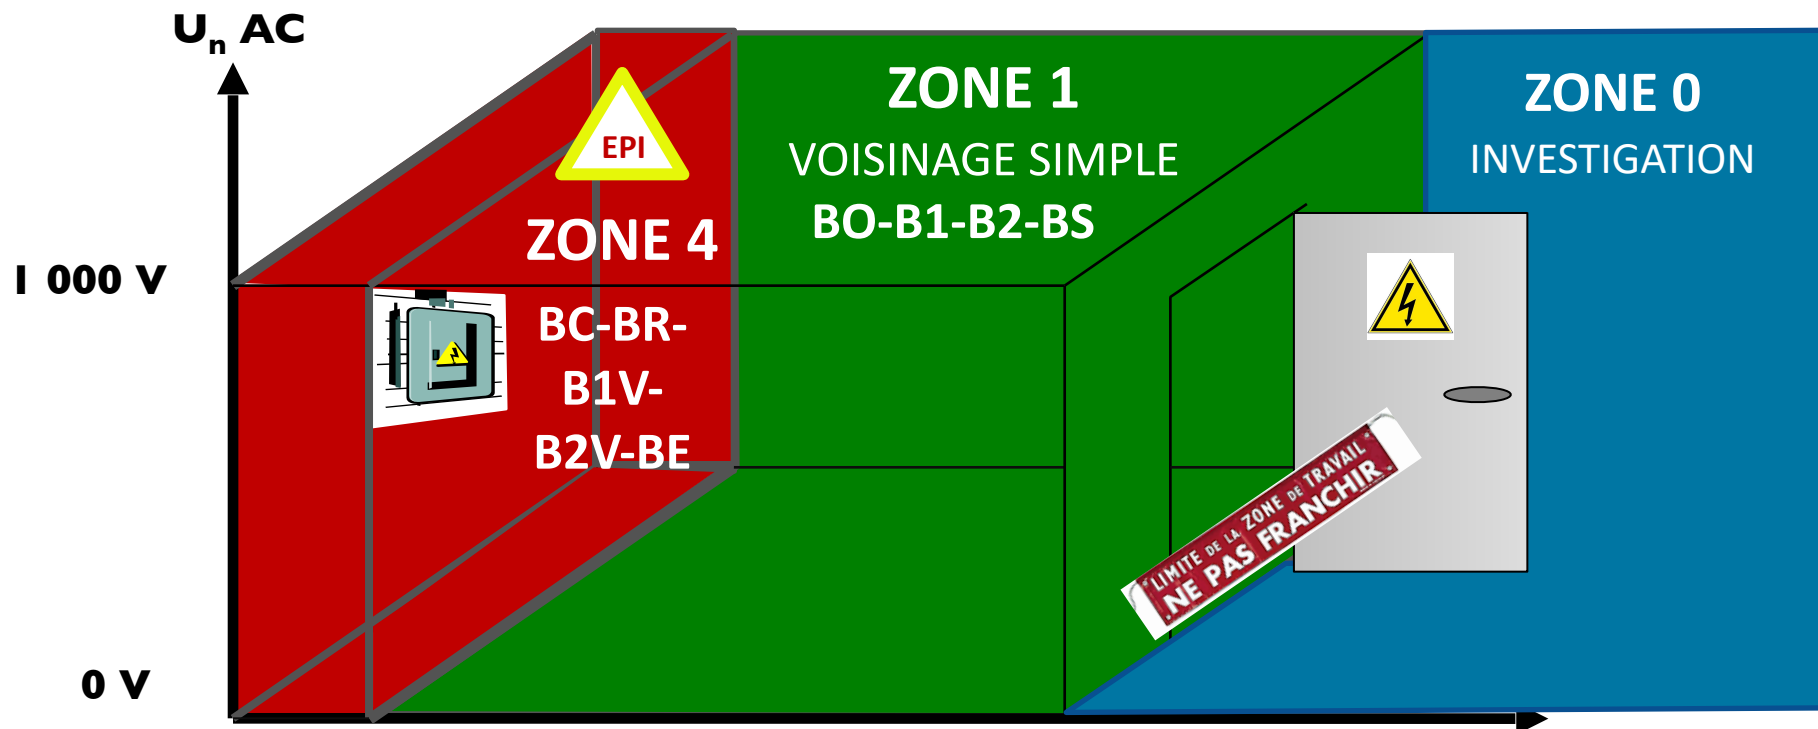 Un AC
1 000 V
0 V
EPI
ZONE 4
BC-BR-
B1V-
B2V-BE
ZONE 1
VOISINAGE SIMPLE
BO-B1-B2-BS
ZONE 0
INVESTIGATION
LIMITE DE LA ZONE DE TRAVAIL
NE PAS FRANCHIR